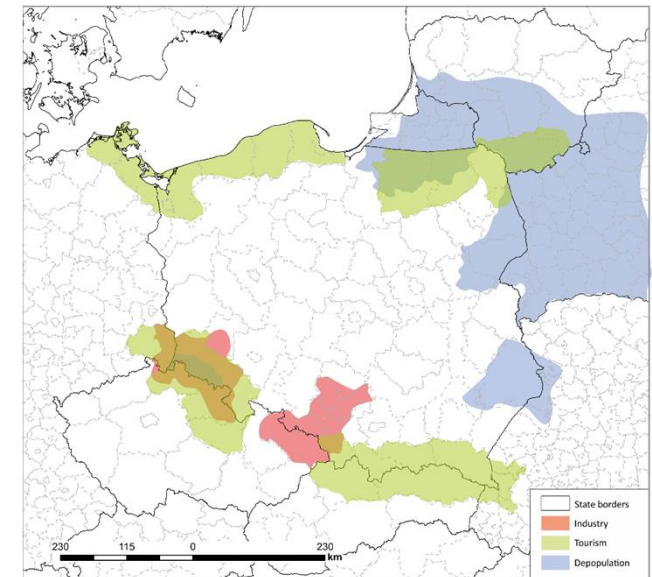 State borders
Industry
Tourism
Depopulation
230 115 0 230
km